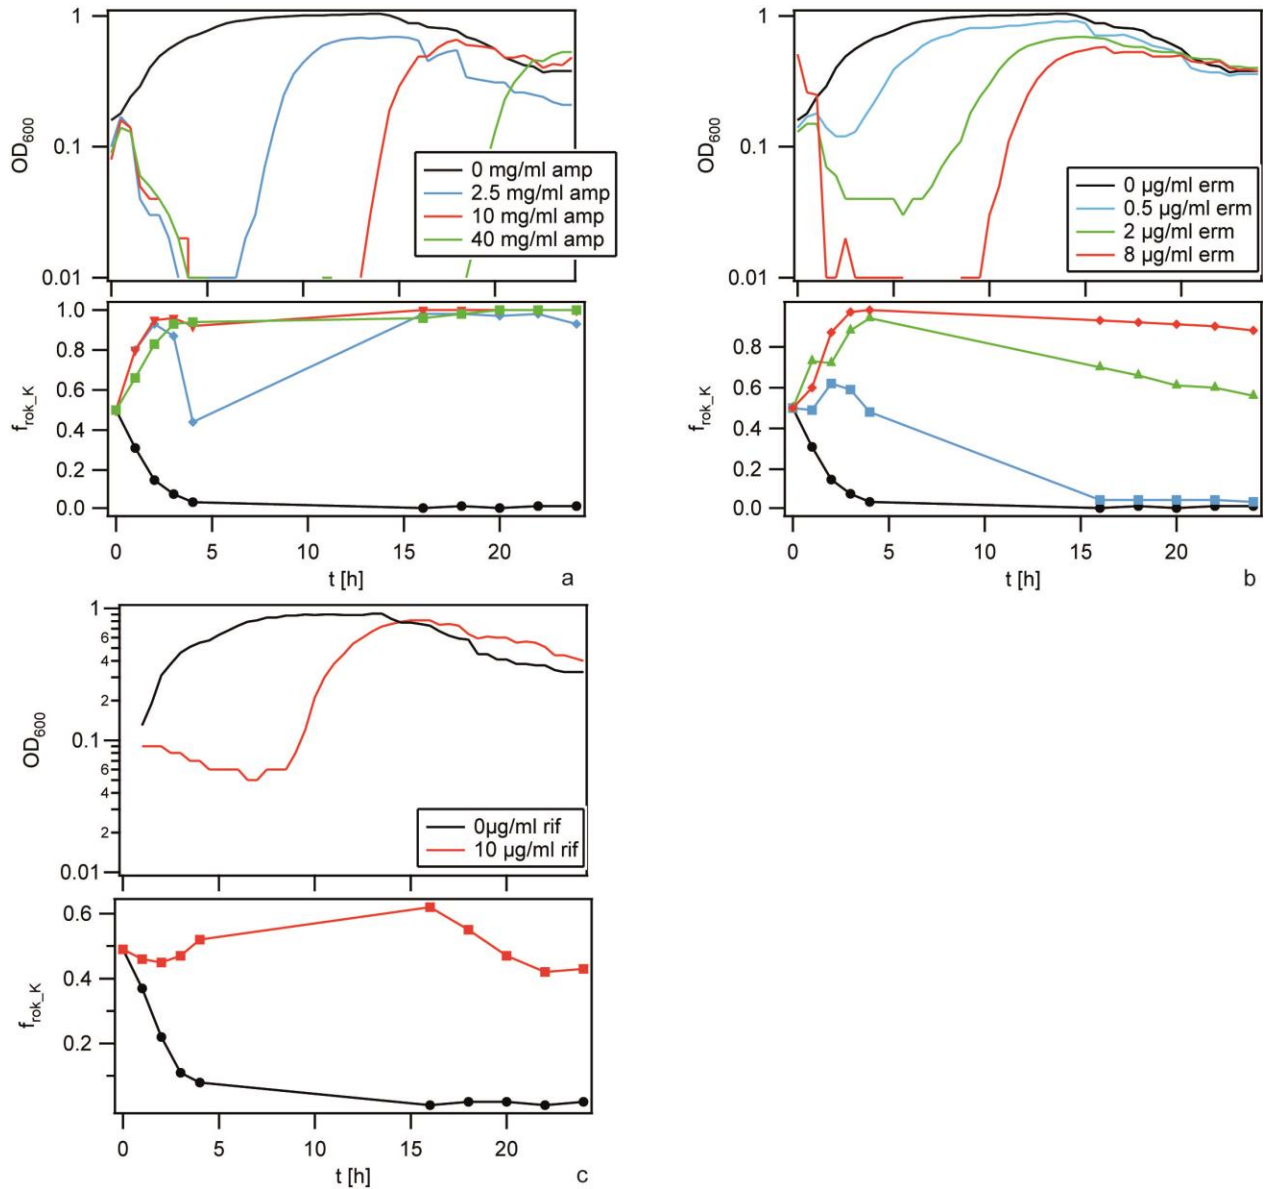 1
0.1
0.01
OD600
0 mg/ml amp
2.5 mg/ml amp
10 mg/ml amp
40 mg/ml amp
1.0
0.8
0.6
0.4
0.2
0.0
frok_K
0 5 10 15 20
t [h]
a
1
0.1
0.01
OD600
0 µg/ml erm
0.5 µg/ml erm
2 µg/ml erm
8 µg/ml erm
0.8
0.6
0.4
0.2
0.0
frok_K
0 5 10 15 20
t [h]
b
1
6
4
2
0.1
6
4
2
0.01
OD600
0µg/ml rif
10 µg/ml rif
0.6
0.4
0.2
frok_K
0 5 10 15 20
t [h]
c